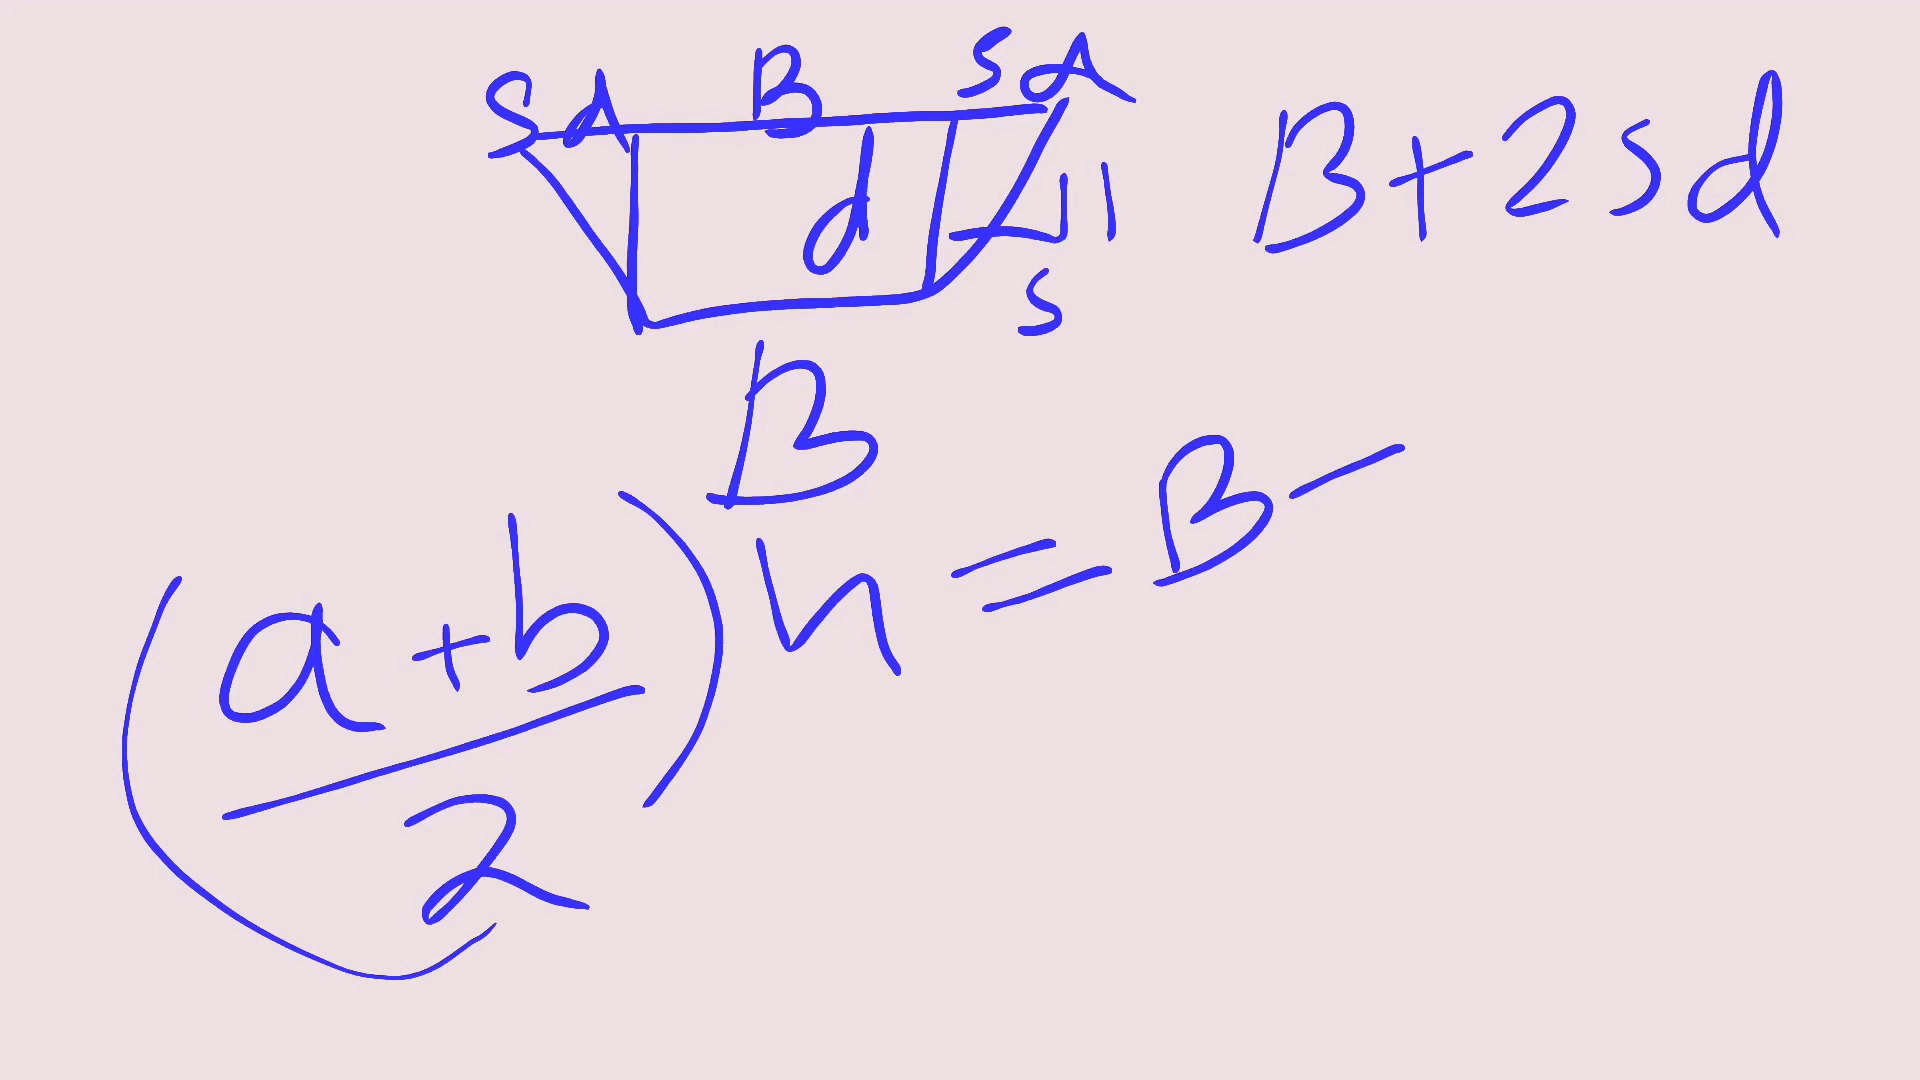 sd B sd
d 1
s
B
B+2sd
(a+b/2)h = B-